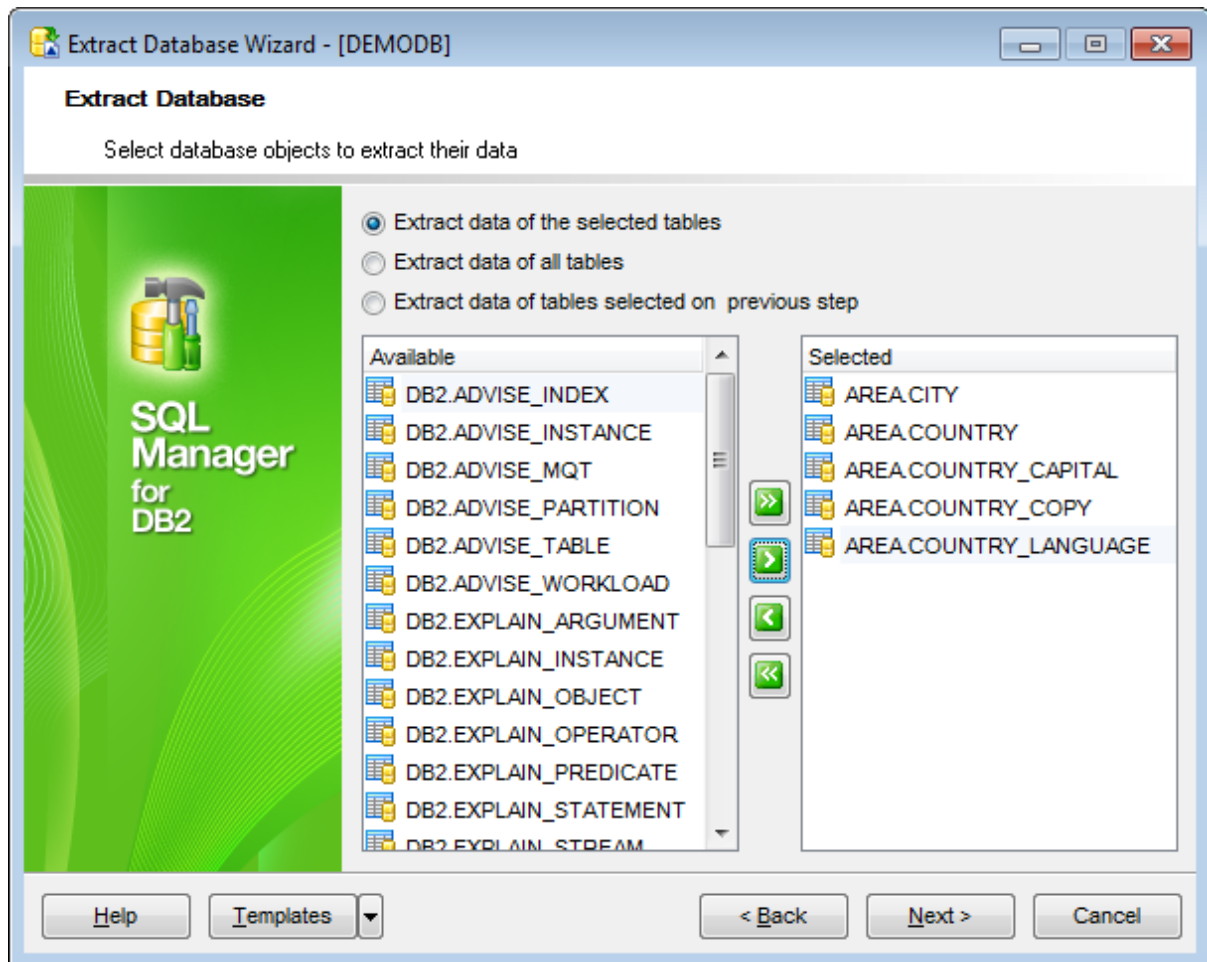 Extract Database Wizard - [DEMODB]
Extract Database
Select database objects to extract their data
SQL
Manager
for
DB2
Extract data of the selected tables
Extract data of all tables
Extract data of tables selected on  previous step
Available
DB2.ADVISE_INDEX
DB2.ADVISE_INSTANCE
DB2.ADVISE_MQT
DB2.ADVISE_PARTITION
DB2.ADVISE_TABLE
DB2.ADVISE_WORKLOAD
DB2.EXPLAIN_ARGUMENT
DB2.EXPLAIN_INSTANCE
DB2.EXPLAIN_OBJECT
DB2.EXPLAIN_OPERATOR
DB2.EXPLAIN_PREDICATE
DB2.EXPLAIN_STATEMENT
DB2.EXPLAIN_STREAM
Selected
AREA.CITY
AREA.COUNTRY
AREA.COUNTRY_CAPITAL
AREA.COUNTRY_COPY
AREA.COUNTRY_LANGUAGE
Help
Templates
< Back
Next >
Cancel